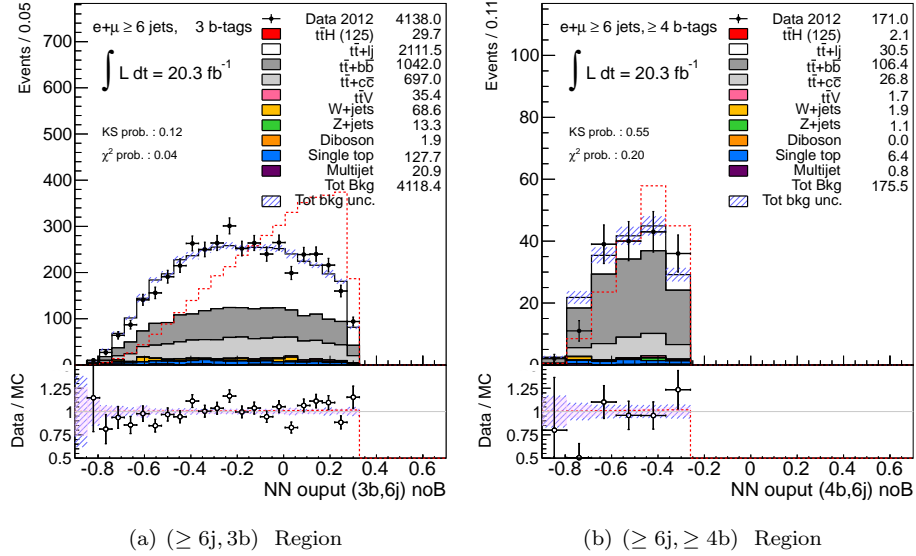 Events / 0.05
700
600
500
400
300
200
100
0
e+μ ≥ 6 jets, 3 b-tags
∫ L dt = 20.3 fb⁻¹
KS prob. : 0.12
χ² prob. : 0.04
Data 2012 4138.0
tt̄H (125) 29.7
tt̄+lj 2111.5
tt̄+bb̄ 1042.0
tt̄+cc̄ 697.0
tt̄V 35.4
W+jets 68.6
Z+jets 13.3
Diboson 1.9
Single top 127.7
Multijet 20.9
Tot Bkg 4118.4
Tot bkg unc.
Data / MC
1.25
1
0.75
0.5
-0.8 -0.6 -0.4 -0.2 0 0.2 0.4 0.6
NN ouput (3b,6j) noB
(a) (≥ 6j, 3b) Region
Events / 0.11
100
80
60
40
20
0
e+μ ≥ 6 jets, ≥ 4 b-tags
∫ L dt = 20.3 fb⁻¹
KS prob. : 0.55
χ² prob. : 0.20
Data 2012 171.0
tt̄H (125) 2.1
tt̄+lj 30.5
tt̄+bb̄ 106.4
tt̄+cc̄ 26.8
tt̄V 1.7
W+jets 1.9
Z+jets 1.1
Diboson 0.0
Single top 6.4
Multijet 0.8
Tot Bkg 175.5
Tot bkg unc.
Data / MC
1.25
1
0.75
0.5
-0.8 -0.6 -0.4 -0.2 0 0.2 0.4 0.6
NN ouput (4b,6j) noB
(b) (≥ 6j, ≥ 4b) Region